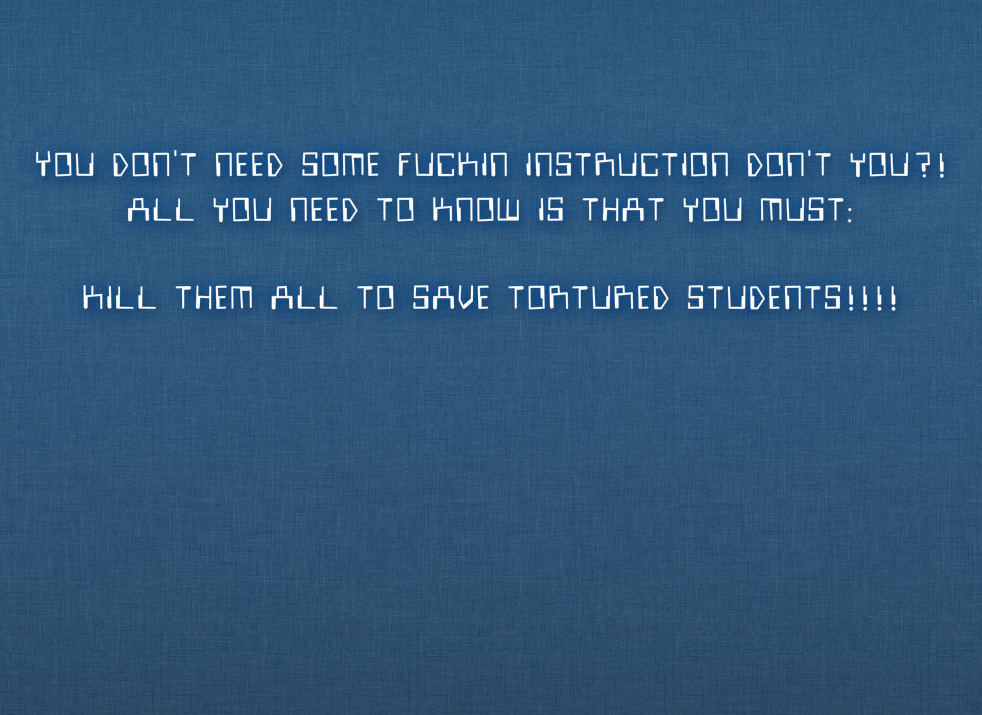 YOU DON'T NEED SOME FUCKIN INSTRUCTION DON'T YOU?!
ALL YOU NEED TO KNOW IS THAT YOU MUST:
KILL THEM ALL TO SAVE TORTURED STUDENTS!!!!